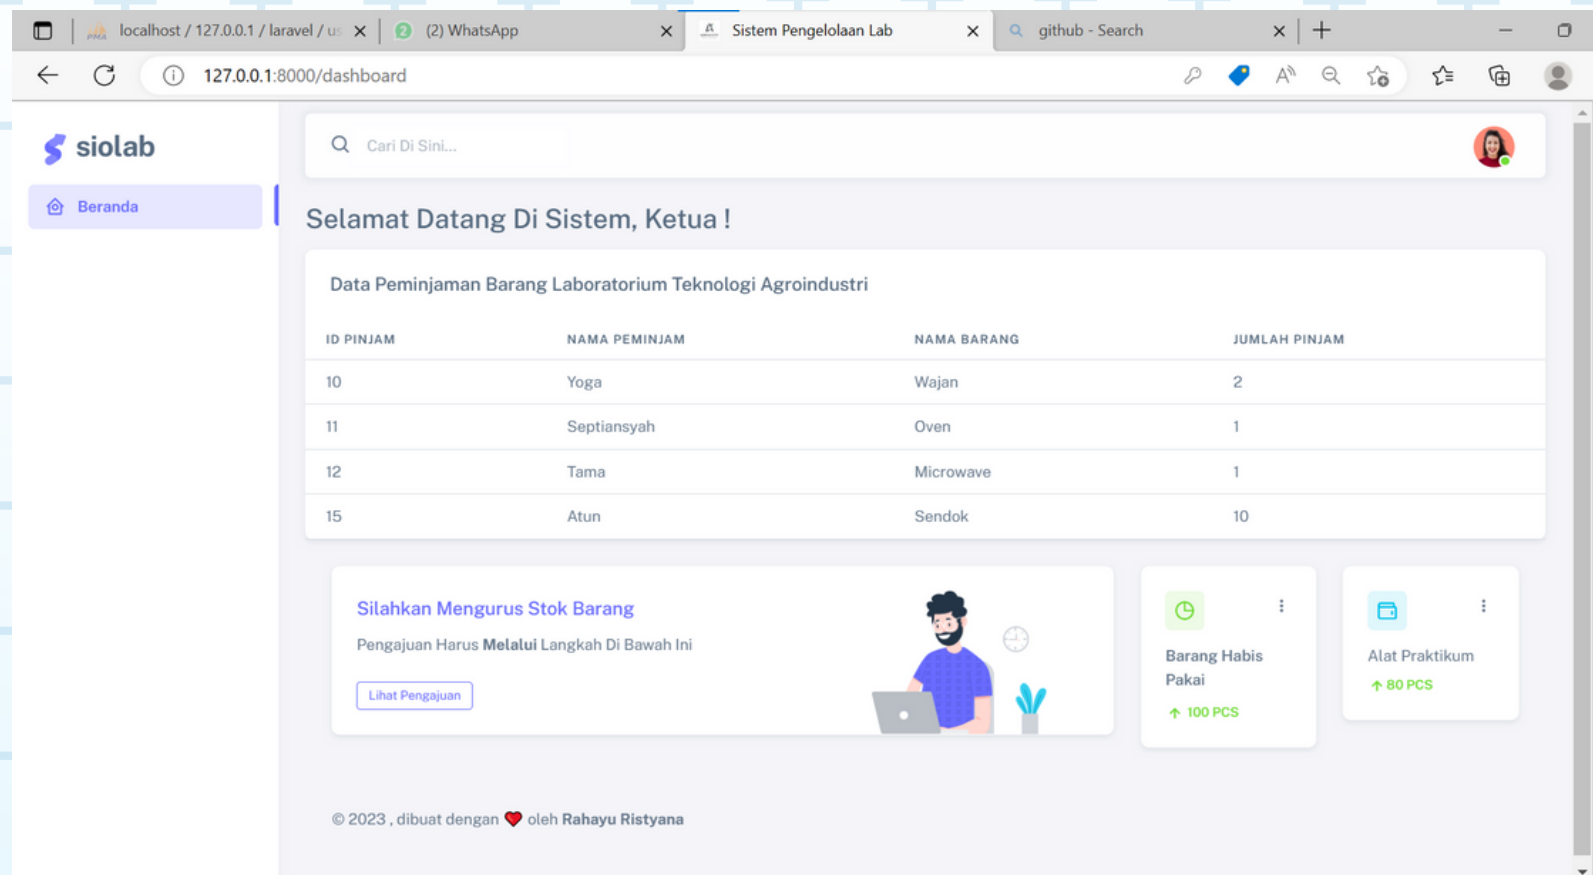 localhost / 127.0.0.1 / laravel / us
2 (2) WhatsApp
Sistem Pengelolaan Lab
github - Search
127.0.0.1:8000/dashboard
siolab
Cari Di Sini...
Beranda
Selamat Datang Di Sistem, Ketua !
Data Peminjaman Barang Laboratorium Teknologi Agroindustri
ID PINJAM NAMA PEMINJAM NAMA BARANG JUMLAH PINJAM
10 Yoga Wajan 2
11 Septiansyah Oven 1
12 Tama Microwave 1
15 Atun Sendok 10
Silahkan Mengurus Stok Barang
Pengajuan Harus Melalui Langkah Di Bawah Ini
Lihat Pengajuan
Barang Habis
Pakai
↑ 100 PCS
Alat Praktikum
↑ 80 PCS
© 2023 , dibuat dengan ❤ oleh Rahayu Ristyana